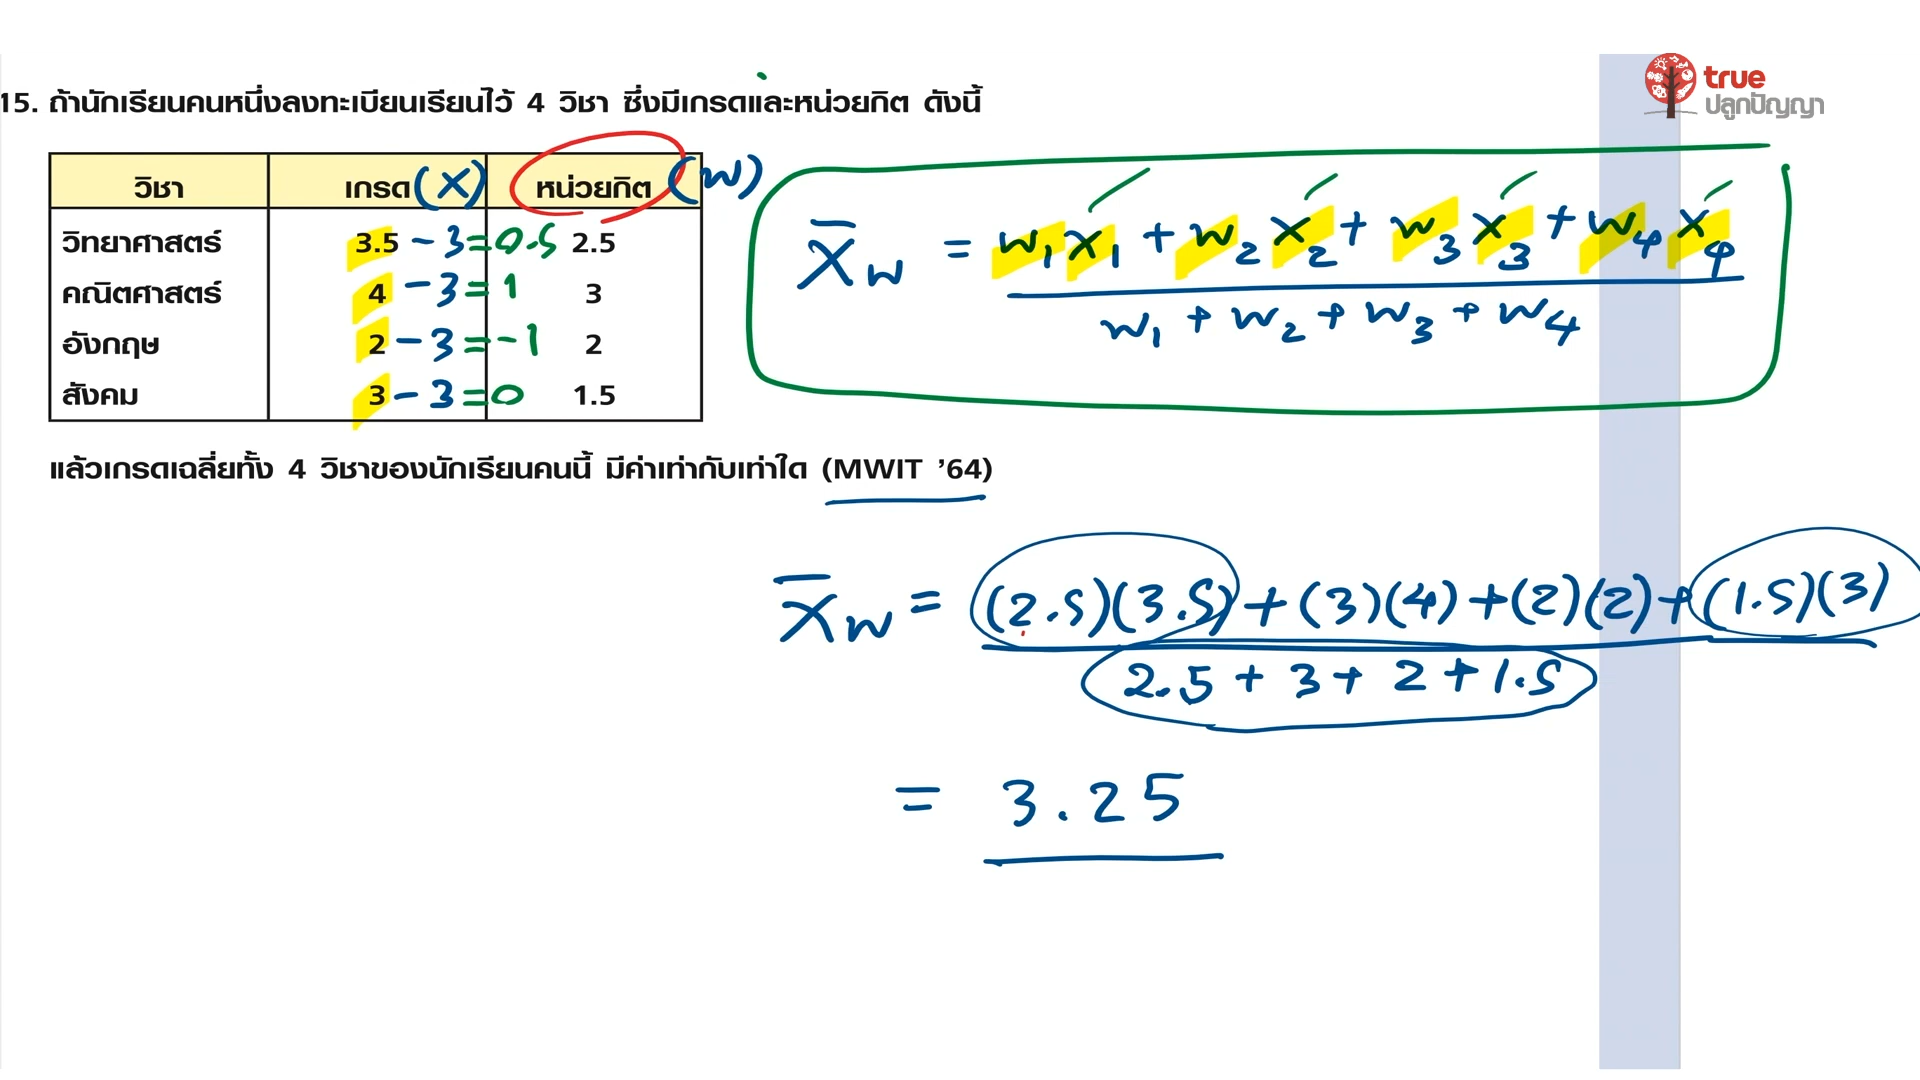 true
ปลูกปัญญา
15. ถ้านักเรียนคนหนึ่งลงทะเบียนเรียนไว้ 4 วิชา ซึ่งมีเกรดและหน่วยกิต ดังนี้
วิชา เกรด (X) หน่วยกิต (W)
วิทยาศาสตร์ 3.5 - 3 = 0.5 2.5
คณิตศาสตร์ 4 - 3 = 1 3
อังกฤษ 2 - 3 = -1 2
สังคม 3 - 3 = 0 1.5
X̄w = w₁x₁ + w₂x₂ + w₃x₃ + w₄x₄
w₁ + w₂ + w₃ + w₄
แล้วเกรดเฉลี่ยทั้ง 4 วิชาของนักเรียนคนนี้ มีค่าเท่ากับเท่าใด (MWIT ’64)
X̄w = (2.5)(3.5) + (3)(4) + (2)(2) + (1.5)(3)
2.5 + 3 + 2 + 1.5
= 3.25